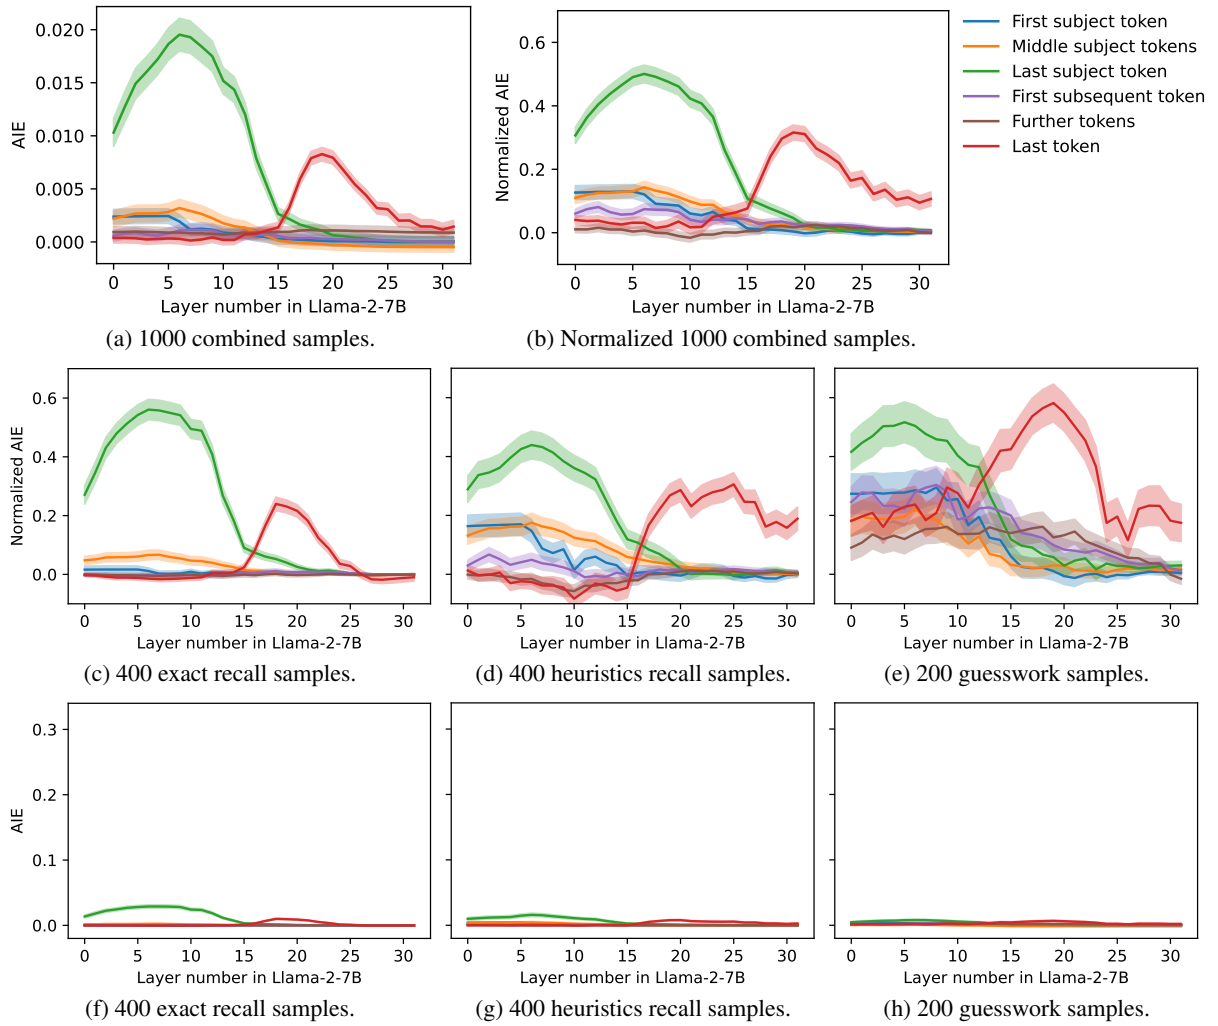 0.020
0.015
0.010
0.005
0.000
AIE
0 5 10 15 20 25 30
Layer number in Llama-2-7B
(a) 1000 combined samples.
0.6
0.4
0.2
0.0
Normalized AIE
0 5 10 15 20 25 30
Layer number in Llama-2-7B
(b) Normalized 1000 combined samples.
First subject token
Middle subject tokens
Last subject token
First subsequent token
Further tokens
Last token
0.6
0.4
0.2
0.0
Normalized AIE
0 5 10 15 20 25 30
Layer number in Llama-2-7B
(c) 400 exact recall samples.
0 5 10 15 20 25 30
Layer number in Llama-2-7B
(d) 400 heuristics recall samples.
0 5 10 15 20 25 30
Layer number in Llama-2-7B
(e) 200 guesswork samples.
0.3
0.2
0.1
0.0
AIE
0 5 10 15 20 25 30
Layer number in Llama-2-7B
(f) 400 exact recall samples.
0 5 10 15 20 25 30
Layer number in Llama-2-7B
(g) 400 heuristics recall samples.
0 5 10 15 20 25 30
Layer number in Llama-2-7B
(h) 200 guesswork samples.